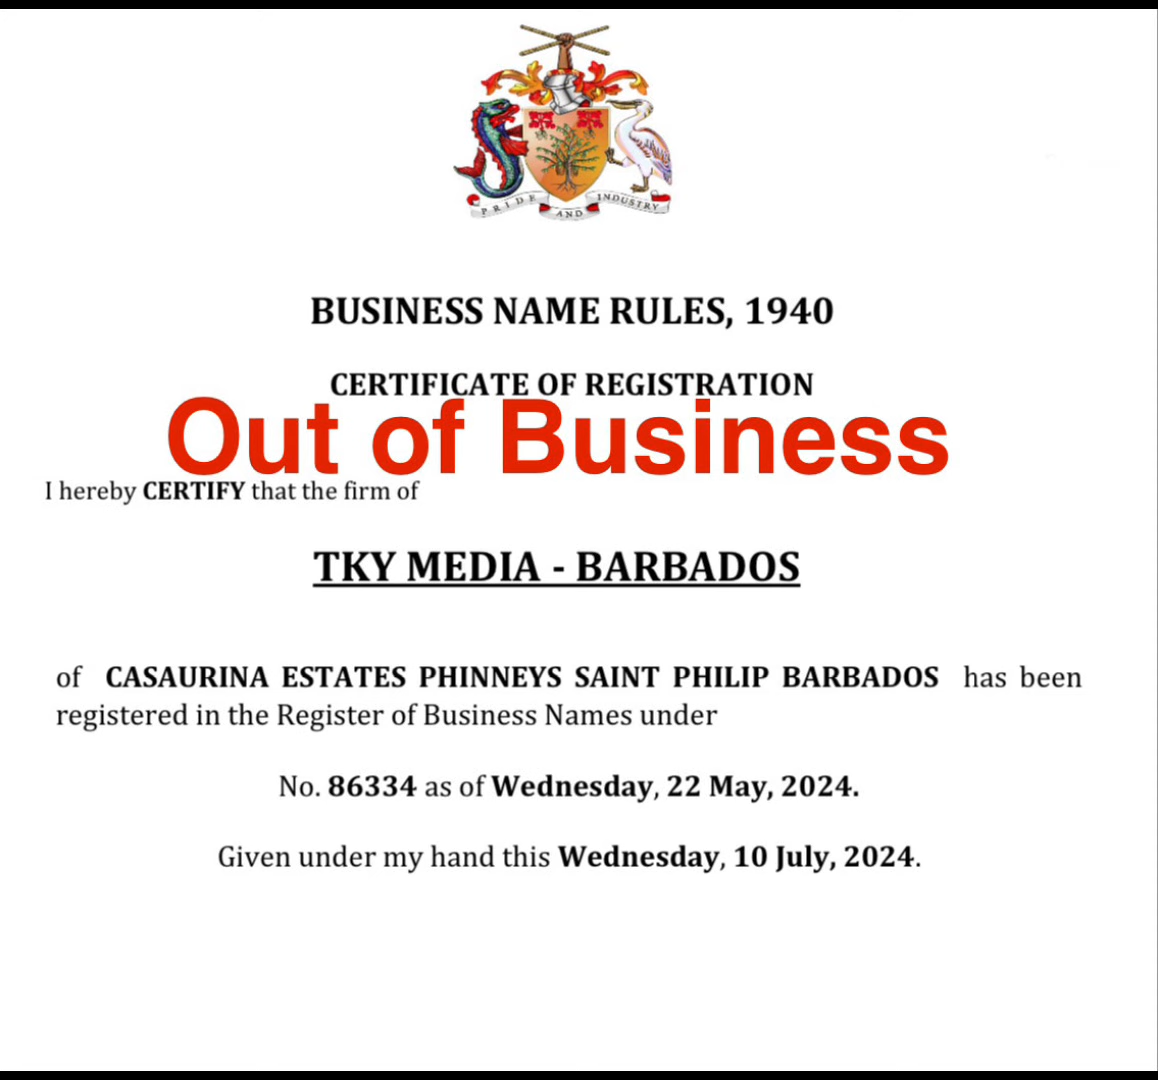 PRIDE AND INDUSTRY
BUSINESS NAME RULES, 1940
CERTIFICATE OF REGISTRATION
Out of Business
I hereby CERTIFY that the firm of
TKY MEDIA - BARBADOS
of CASAURINA ESTATES PHINNEYS SAINT PHILIP BARBADOS has been
registered in the Register of Business Names under
No. 86334 as of Wednesday, 22 May, 2024.
Given under my hand this Wednesday, 10 July, 2024.